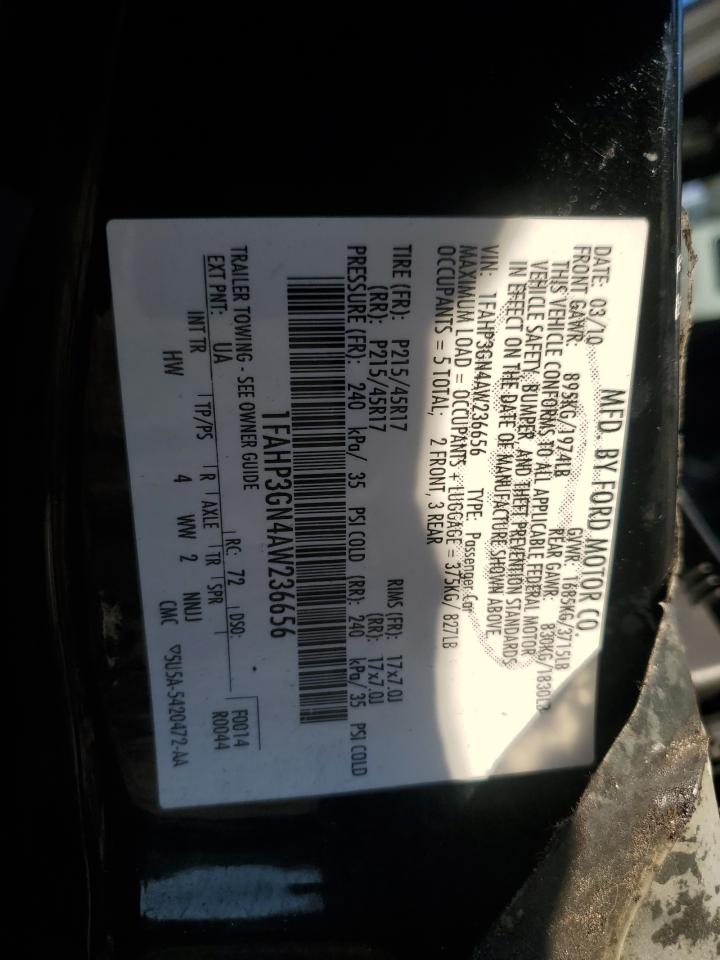 MFD. BY FORD MOTOR CO.
DATE: 03/10 GVWR: 1685KG/3715LB
FRONT GAWR: 895KG/1974LB REAR GAWR: 830KG/1830LB
THIS VEHICLE CONFORMS TO ALL APPLICABLE FEDERAL MOTOR
VEHICLE SAFETY, BUMPER, AND THEFT PREVENTION STANDARDS
IN EFFECT ON THE DATE OF MANUFACTURE SHOWN ABOVE.
VIN: 1FAHP3GN4AW236656 TYPE: Passenger Car
MAXIMUM LOAD = OCCUPANTS + LUGGAGE = 375KG/ 827LB
OCCUPANTS = 5 TOTAL, 2 FRONT, 3 REAR
TIRE (FR): P215/45R17 RIMS (FR): 17x7.0J
(RR): P215/45R17 (RR): 17x7.0J
PRESSURE (FR): 240 kPa/ 35 PSI COLD (RR): 240 kPa/ 35 PSI COLD
1FAHP3GN4AW236656
TRAILER TOWING - SEE OWNER GUIDE
EXT PNT: UA RC: 72 DSO: F0014
R0044
INT TR TP/PS R AXLE TR SPR
HW 4 WW 2 NNJJ
CMC 5U5A-5420472-AA